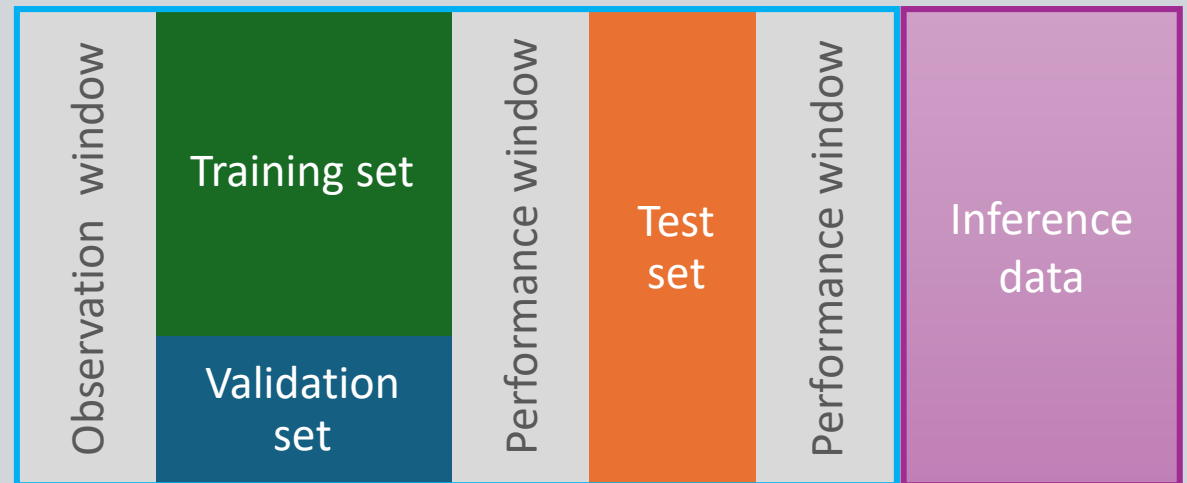 Observation window
Training set
Validation
set
Performance window
Test
set
Performance window
Inference
data